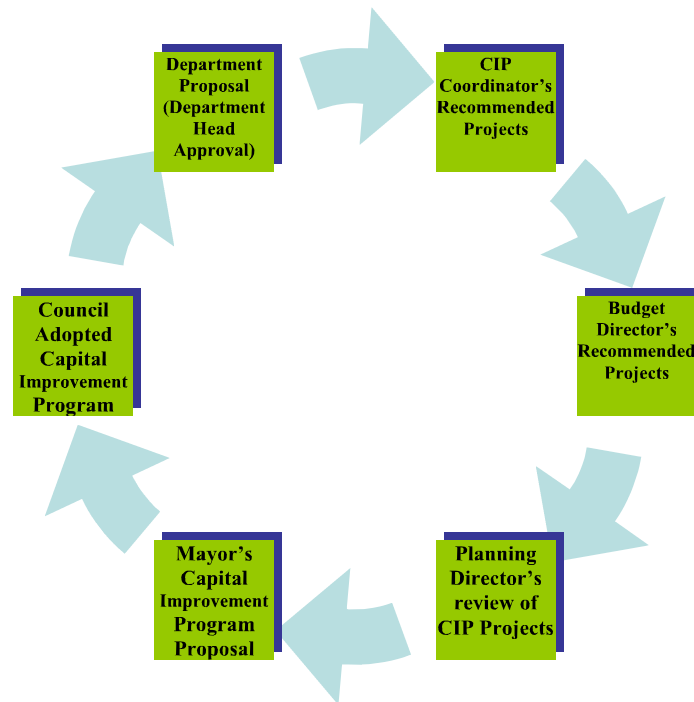 Department
Proposal
(Department
Head
Approval)
CIP
Coordinator's
Recommended
Projects
Budget
Director's
Recommended
Projects
Planning
Director's
review of
CIP Projects
Mayor's
Capital
Improvement
Program
Proposal
Council
Adopted
Capital
Improvement
Program